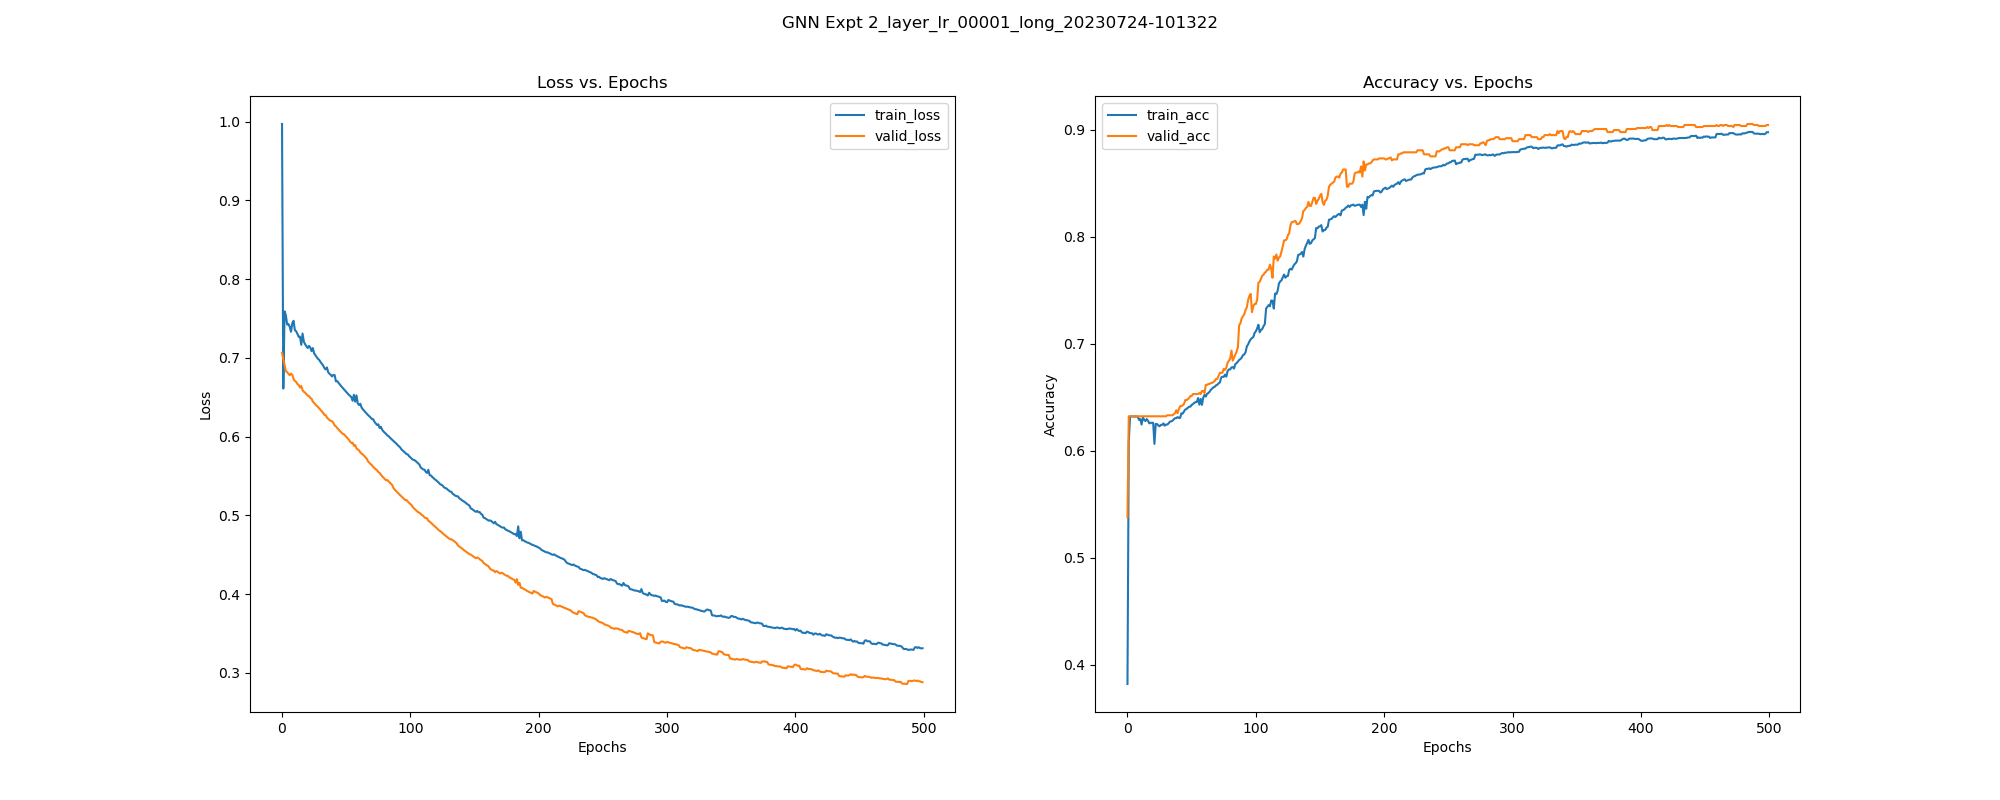 GNN Expt 2_layer_lr_00001_long_20230724-101322
Loss vs. Epochs
train_loss
valid_loss
1.0
0.9
0.8
0.7
0.6
0.5
0.4
0.3
Loss
0 100 200 300 400 500
Epochs
Accuracy vs. Epochs
train_acc
valid_acc
0.9
0.8
0.7
0.6
0.5
0.4
Accuracy
0 100 200 300 400 500
Epochs